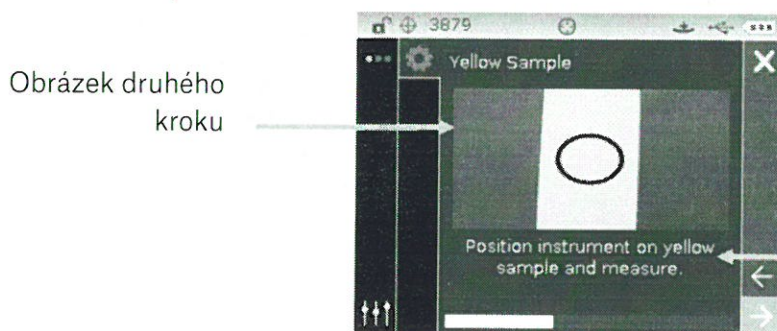 3879
Obrázek druhého
kroku
Yellow Sample
Position instrument on yellow
sample and measure.